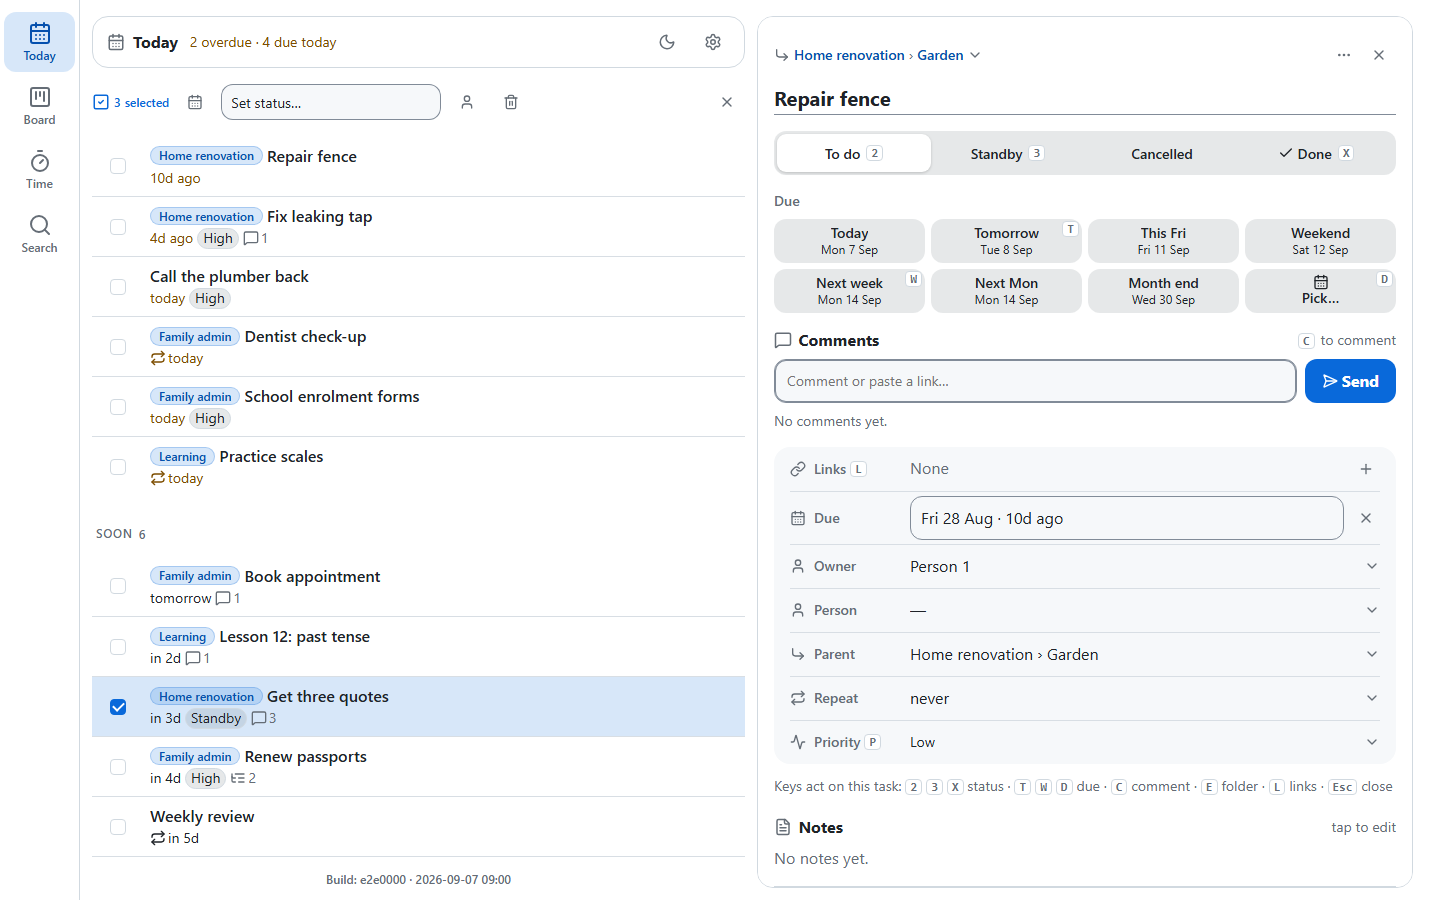 Today
Board
Time
Search
Today 2 overdue · 4 due today
3 selected
Set status...
Home renovation Repair fence
10d ago
Home renovation Fix leaking tap
4d ago High 1
Call the plumber back
today High
Family admin Dentist check-up
today
Family admin School enrolment forms
today High
Learning Practice scales
today
SOON 6
Family admin Book appointment
tomorrow 1
Learning Lesson 12: past tense
in 2d 1
Home renovation Get three quotes
in 3d Standby 3
Family admin Renew passports
in 4d High 2
Weekly review
in 5d
Build: e2e0000 · 2026-09-07 09:00
Home renovation › Garden
Repair fence
To do 2 Standby 3 Cancelled Done X
Due
Today Tomorrow T This Fri Weekend
Mon 7 Sep Tue 8 Sep Fri 11 Sep Sat 12 Sep
Next week W Next Mon Month end D
Mon 14 Sep Mon 14 Sep Wed 30 Sep Pick...
Comments C to comment
Comment or paste a link... Send
No comments yet.
Links L None
Due Fri 28 Aug · 10d ago
Owner Person 1
Person —
Parent Home renovation › Garden
Repeat never
Priority P Low
Keys act on this task: 2 3 X status · T W D due · C comment · E folder · L links · Esc close
Notes tap to edit
No notes yet.